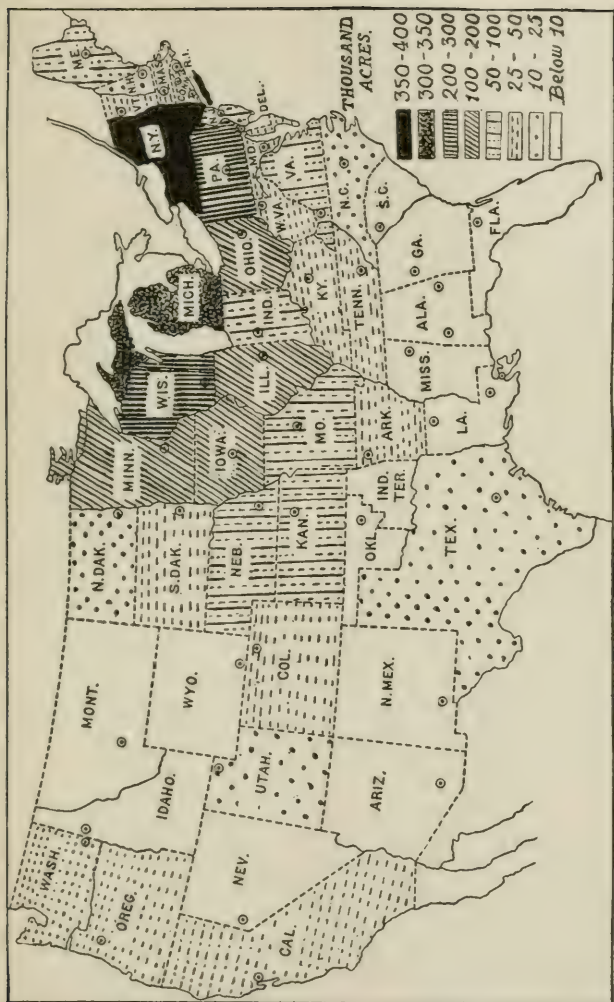 WASH.
OREG.
CAL.
NEV.
IDAHO.
MONT.
WYO.
UTAH.
ARIZ.
COL.
N.MEX.
N.DAK.
S.DAK.
NEB.
KAN.
OKL.
IND.
TER.
TEX.
MINN.
IOWA.
MO.
ARK.
LA.
WIS.
ILL.
MICH.
IND.
OHIO.
KY.
TENN.
MISS.
ALA.
GA.
FLA.
S.C.
N.C.
VA.
W.VA.
MD.
DEL.
PA.
N.J.
N.Y.
VT.
N.H.
ME.
MASS.
R.I.
THOUSAND
ACRES.
350-400
300-350
200-300
100-200
50-100
25-50
10-25
Below 10